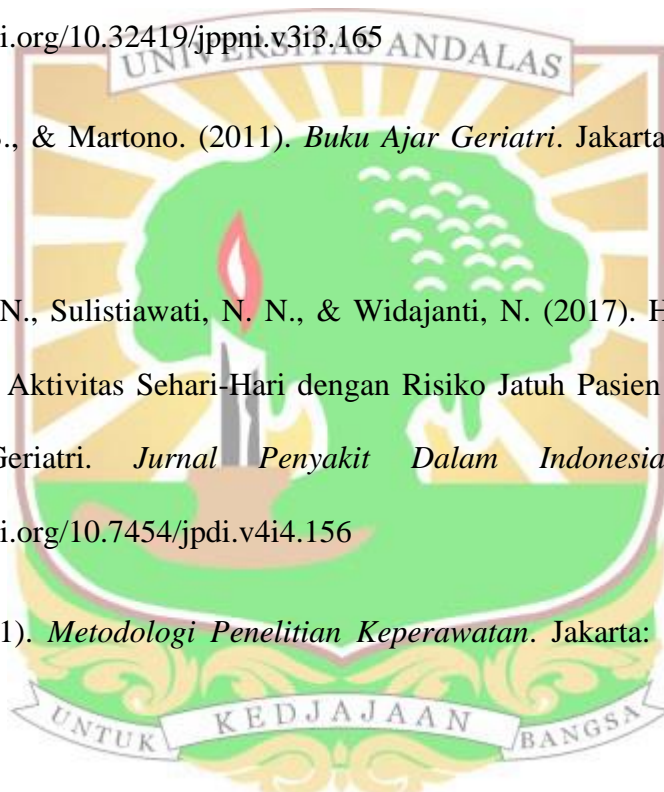 i.org/10.32419/jppni.v3i3.165
UNIVERSITAS ANDALAS
., & Martono. (2011). Buku Ajar Geriatri. Jakarta
N., Sulistiawati, N. N., & Widajanti, N. (2017). H
Aktivitas Sehari-Hari dengan Risiko Jatuh Pasien
Geriatri. Jurnal Penyakit Dalam Indonesia
i.org/10.7454/jpdi.v4i4.156
1). Metodologi Penelitian Keperawatan. Jakarta:
UNTUK KEDJAJAAN BANGSA